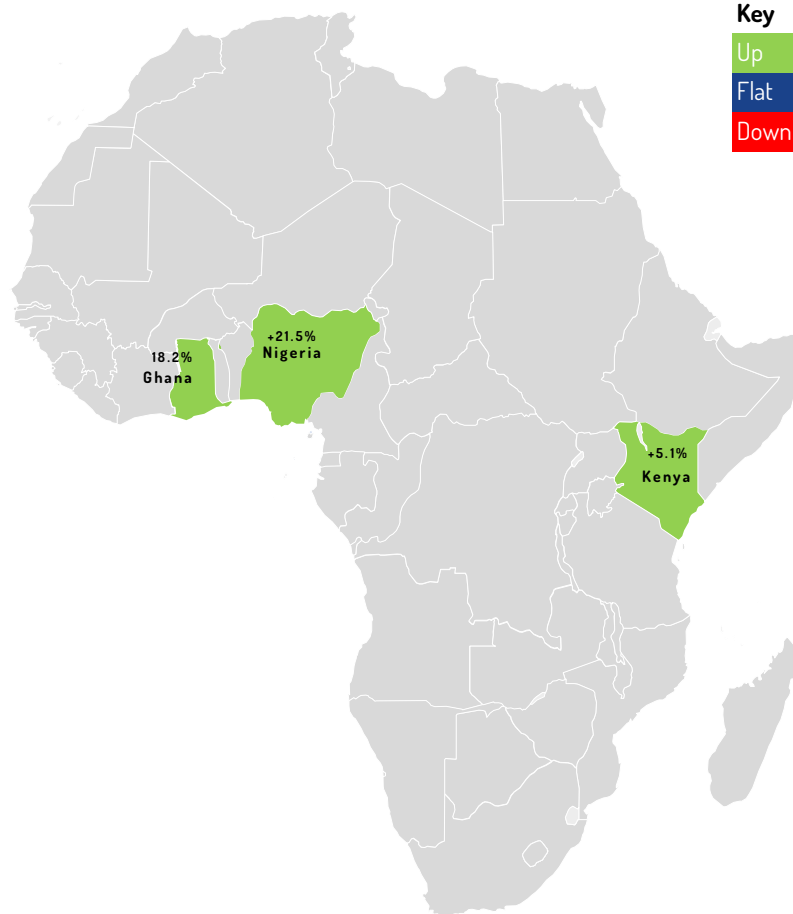 Key
Up
Flat
Down
+21.5%
Nigeria
18.2%
Ghana
+5.1%
Kenya